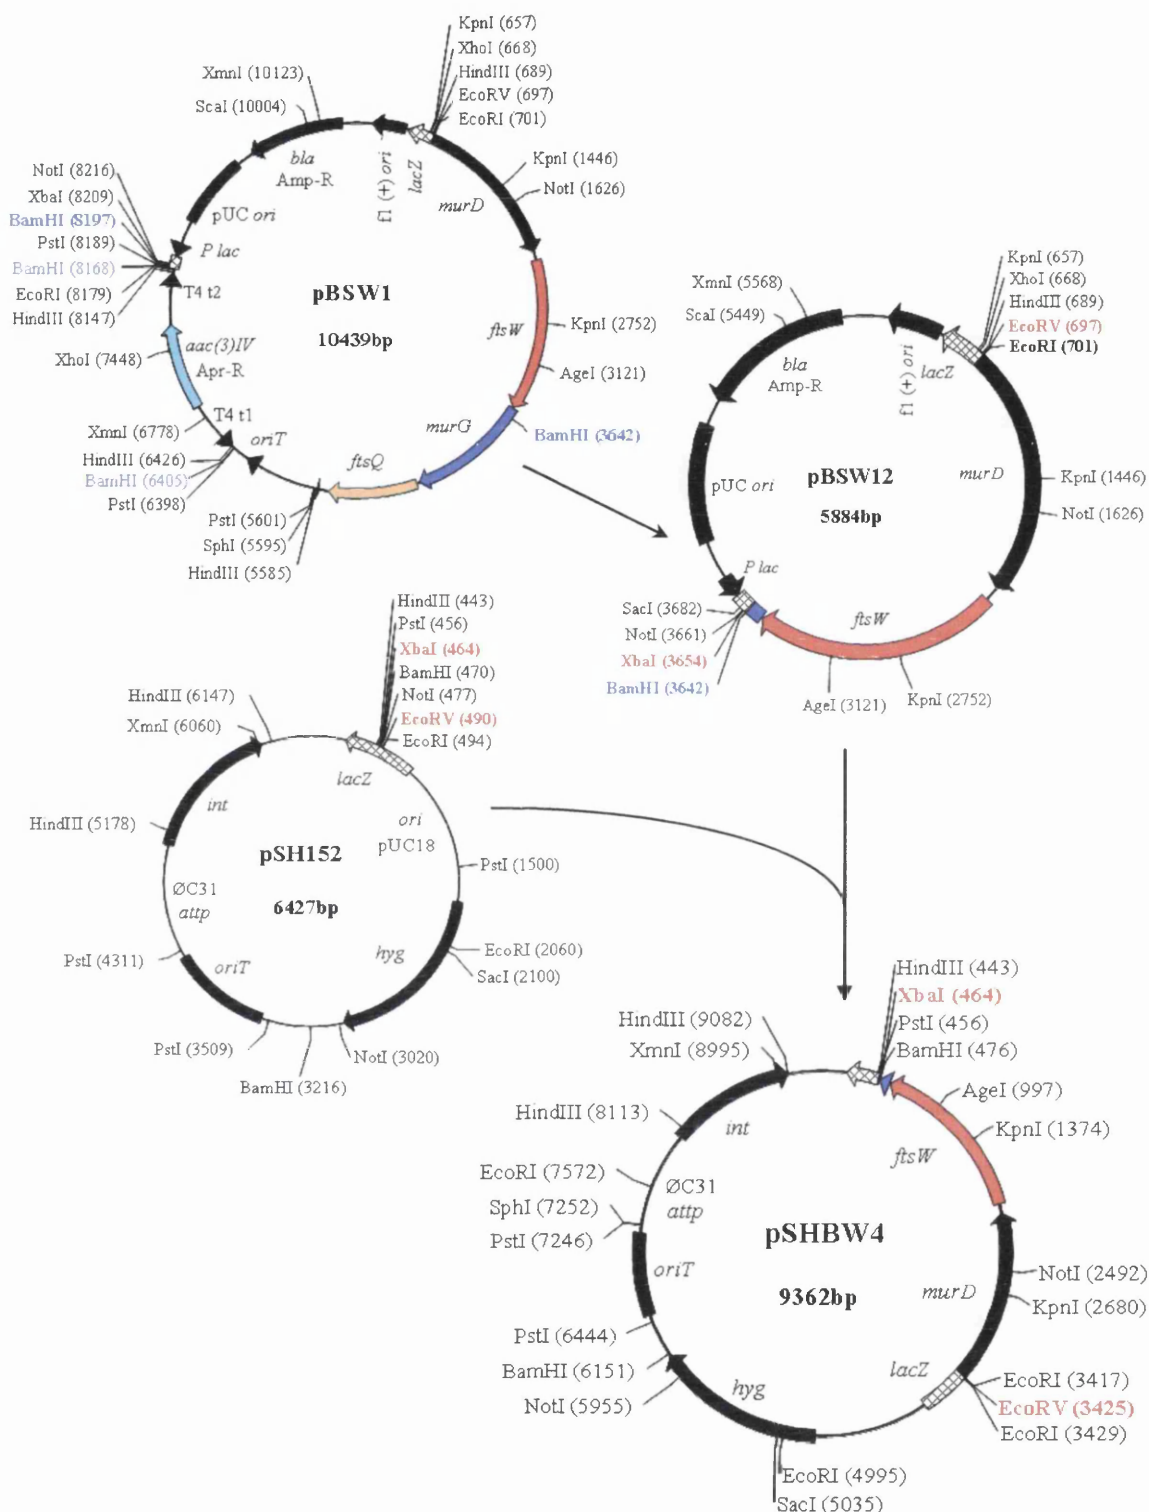 KpnI (657)
XhoI (668)
HindIII (689)
EcoRV (697)
EcoRI (701)
XmnI (10123)
ScaI (10004)
bla
Amp-R
f1 (+) ori
lacZ
KpnI (1446)
NotI (1626)
murD
NotI (8216)
XbaI (8209)
BamHI (8197)
PstI (8189)
BamHI (8168)
EcoRI (8179)
HindIII (8147)
pUC ori
P lac
T4 t2
pBSW1
10439bp
ftsW
KpnI (2752)
AgeI (3121)
XhoI (7448)
aac(3)IV
Apr-R
T4 t1
XmnI (6778)
HindIII (6426)
BamHI (6405)
PstI (6398)
oriT
murG
BamHI (3642)
ftsQ
PstI (5601)
SphI (5595)
HindIII (5585)
KpnI (657)
XhoI (668)
HindIII (689)
EcoRV (697)
EcoRI (701)
XmnI (5568)
ScaI (5449)
bla
Amp-R
f1 (+) ori
lacZ
pBSW12
5884bp
murD
KpnI (1446)
NotI (1626)
pUC ori
P lac
SacI (3682)
NotI (3661)
XbaI (3654)
BamHI (3642)
ftsW
AgeI (3121)
KpnI (2752)
HindIII (443)
PstI (456)
XbaI (464)
BamHI (470)
NotI (477)
EcoRV (490)
EcoRI (494)
HindIII (6147)
XmnI (6060)
lacZ
int
HindIII (5178)
ori
pUC18
pSH152
6427bp
PstI (1500)
ØC31
attp
hyg
EcoRI (2060)
SacI (2100)
PstI (4311)
oriT
PstI (3509)
NotI (3020)
BamHI (3216)
HindIII (443)
XbaI (464)
PstI (456)
BamHI (476)
HindIII (9082)
XmnI (8995)
AgeI (997)
KpnI (1374)
HindIII (8113)
int
ftsW
EcoRI (7572)
SphI (7252)
PstI (7246)
ØC31
attp
pSHBW4
9362bp
oriT
murD
NotI (2492)
KpnI (2680)
PstI (6444)
BamHI (6151)
NotI (5955)
hyg
lacZ
EcoRI (3417)
EcoRV (3425)
EcoRI (3429)
EcoRI (4995)
SacI (5035)